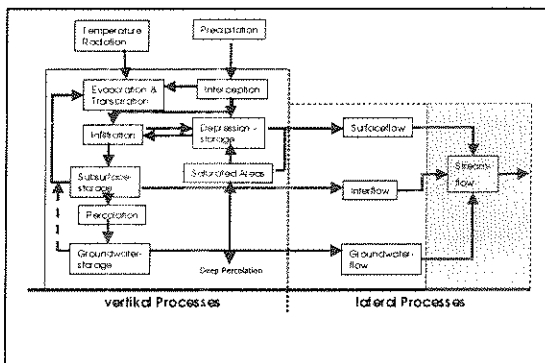 Temperature
Radiation
Precipitation
Evaporation &
Transpiration
Interception
Infiltration
Depression -
storage
Surfaceflow
Subsurface-
storage
Saturated Areas
Interflow
Stream-
flow
Percolation
Groundwater-
storage
Deep Percolation
Groundwater-
flow
vertikal Processes
lateral Processes